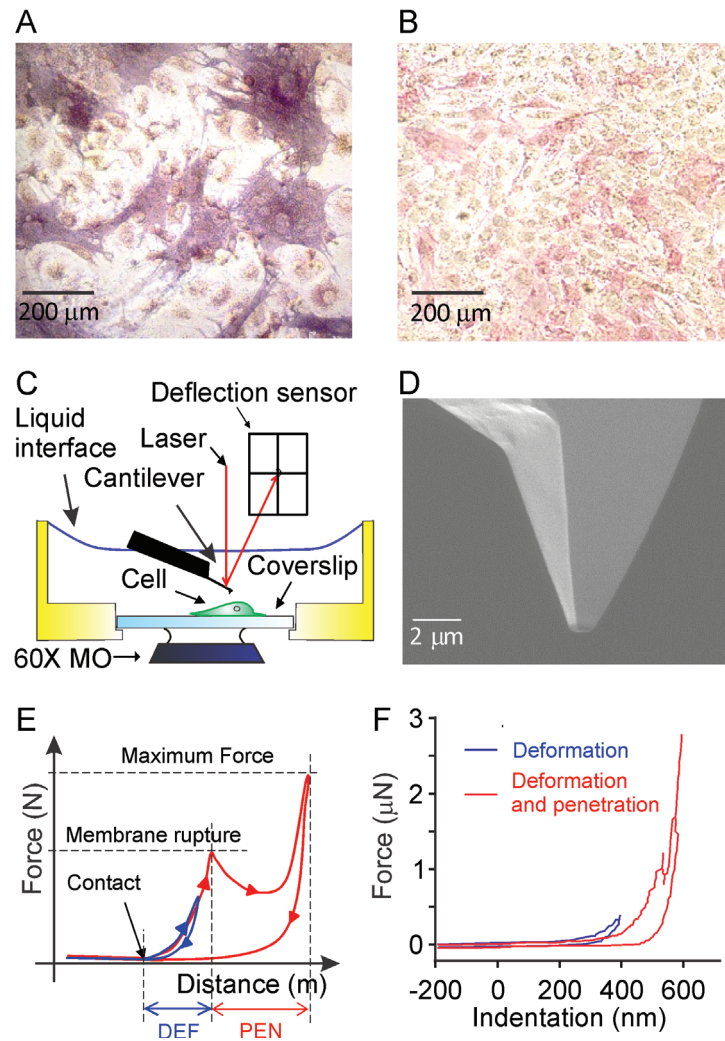 A
B
200 μm
200 μm
C
D
Deflection sensor
Liquid
interface
Laser
Cantilever
Cell
Coverslip
60X MO
2 μm
E
F
Maximum Force
Membrane rupture
Contact
Force (N)
Distance (m)
DEF
PEN
Deformation
Deformation
and penetration
Force (μN)
3
2
1
0
-200
0
200
400
600
Indentation (nm)